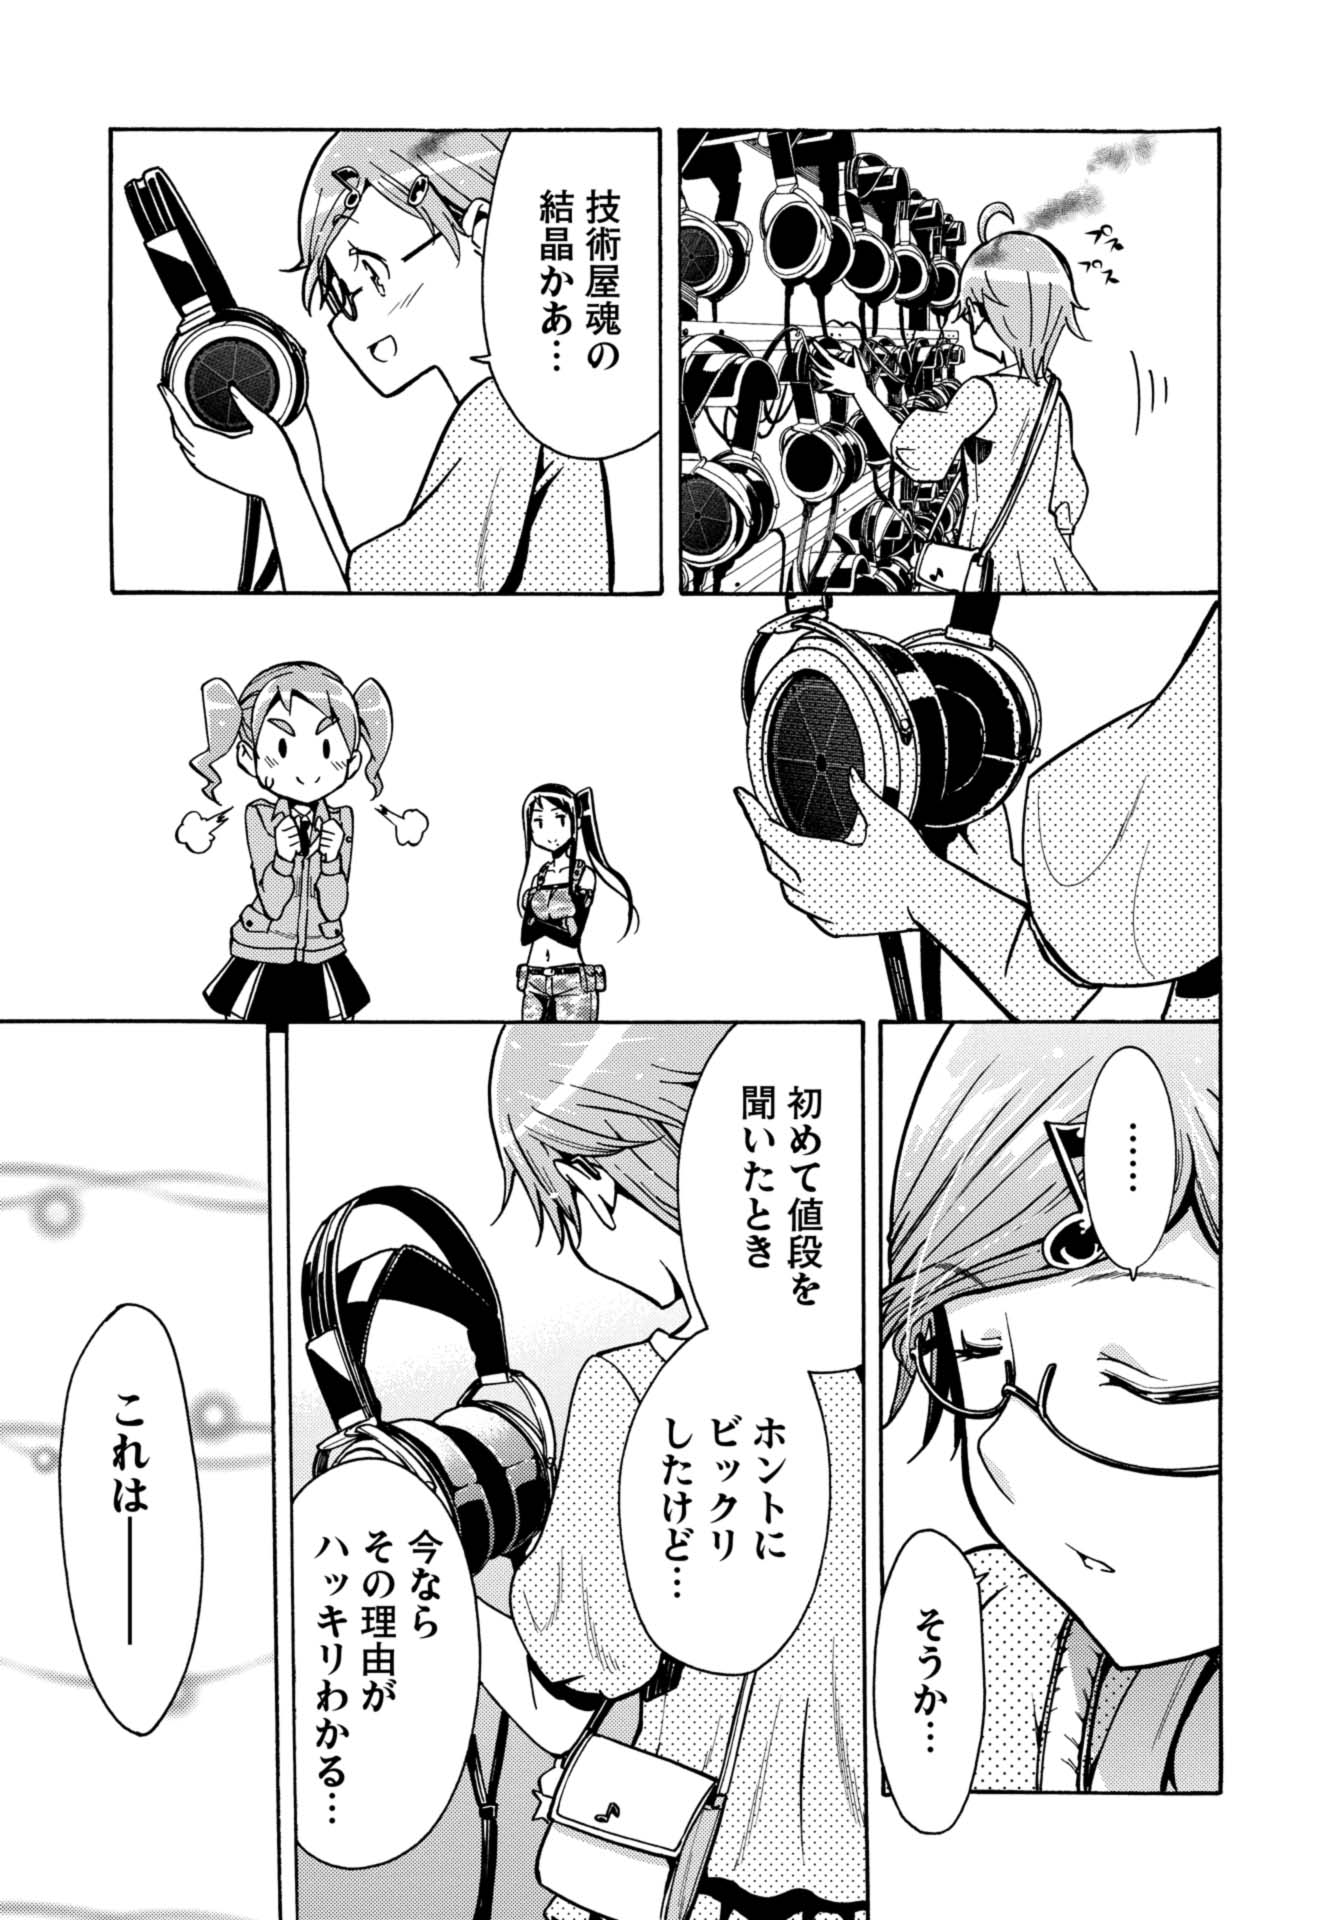 プス
プス
技術屋魂の
結晶かぁ…
……
そうか…
初めて値段を
聞いたとき
ホントに
ビックリ
したけど…
今なら
その理由が
ハッキリわかる…
これは――